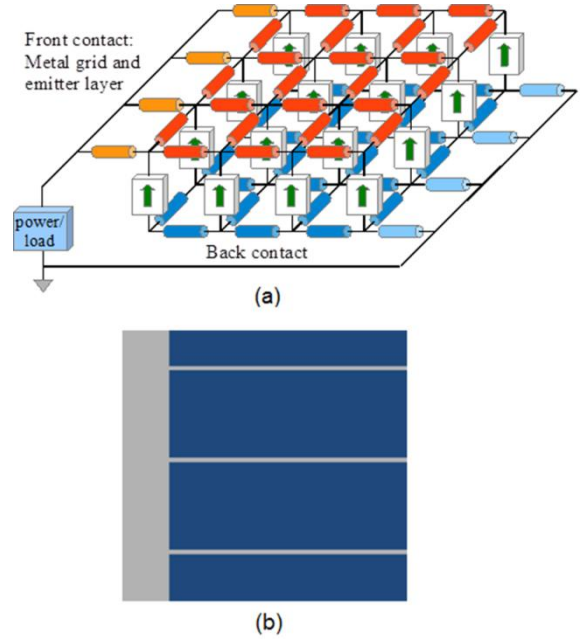 Front contact:
Metal grid and
emitter layer
power/
load
Back contact
(a)
(b)